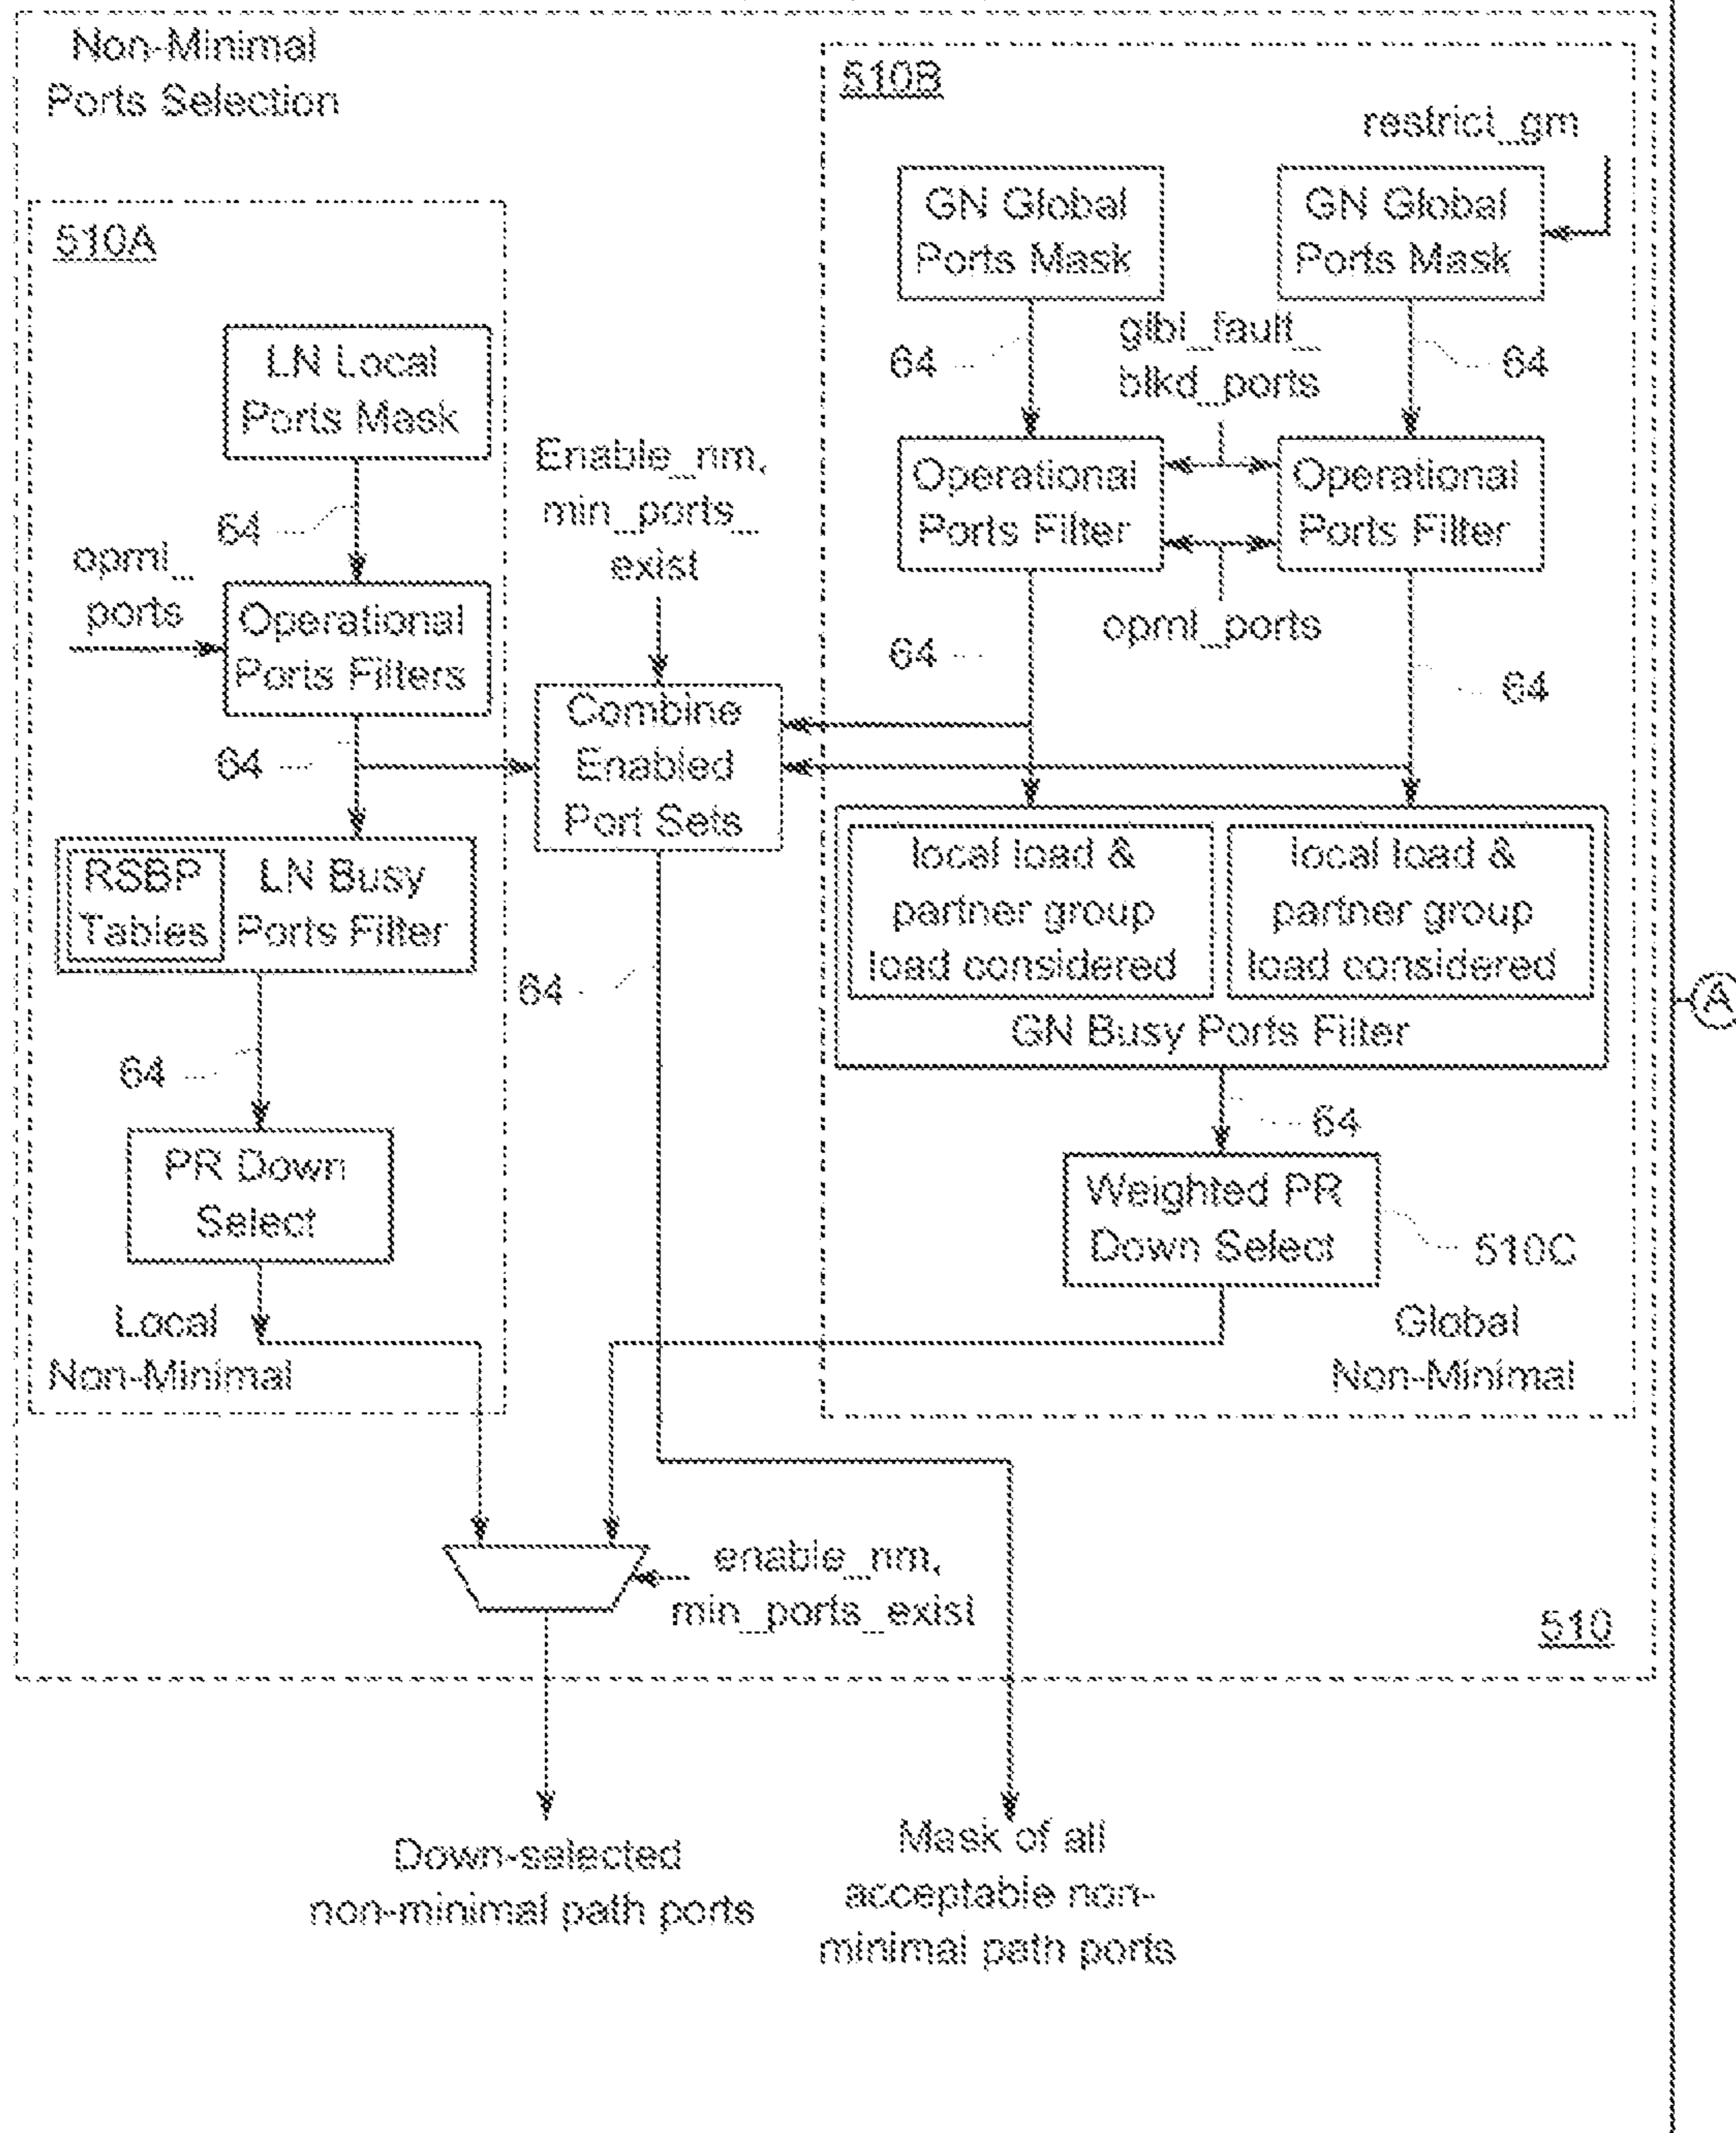 Non-Minimal
Ports Selection
510A
LN Local
Ports Mask
64
opml_
ports
Operational
Ports Filters
64
RSBP
Tables
LN Busy
Ports Filter
64
PR Down
Select
Local
Non-Minimal
Enable_nm,
min_ports_
exist
Combine
Enabled
Port Sets
64
510B
restrict_gm
GN Global
Ports Mask
GN Global
Ports Mask
64
glbl_fault_
blkd_ports
64
Operational
Ports Filter
Operational
Ports Filter
opml_ports
64
64
local load &
partner group
load considered
local load &
partner group
load considered
GN Busy Ports Filter
64
Weighted PR
Down Select
510C
Global
Non-Minimal
enable_nm,
min_ports_exist
510
A
Down-selected
non-minimal path ports
Mask of all
acceptable non-
minimal path ports